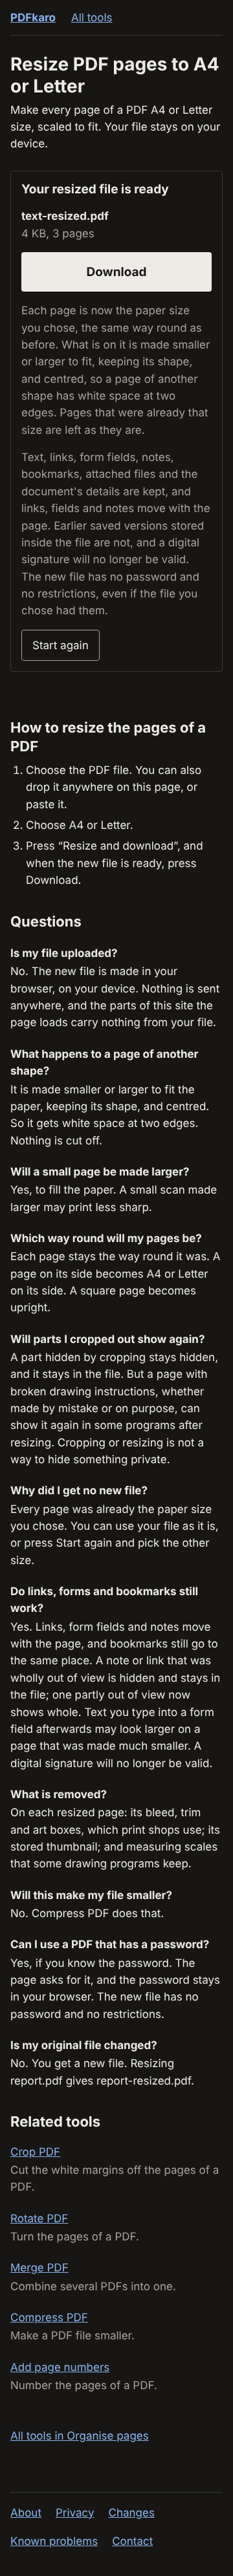 PDFkaro All tools
Resize PDF pages to A4
or Letter
Make every page of a PDF A4 or Letter
size, scaled to fit. Your file stays on your
device.
Your resized file is ready
text-resized.pdf
4 KB, 3 pages
Download
Each page is now the paper size
you chose, the same way round as
before. What is on it is made smaller
or larger to fit, keeping its shape,
and centred, so a page of another
shape has white space at two
edges. Pages that were already that
size are left as they are.
Text, links, form fields, notes,
bookmarks, attached files and the
document's details are kept, and
links, fields and notes move with the
page. Earlier saved versions stored
inside the file are not, and a digital
signature will no longer be valid.
The new file has no password and
no restrictions, even if the file you
chose had them.
Start again
How to resize the pages of a
PDF
1. Choose the PDF file. You can also
drop it anywhere on this page, or
paste it.
2. Choose A4 or Letter.
3. Press “Resize and download”, and
when the new file is ready, press
Download.
Questions
Is my file uploaded?
No. The new file is made in your
browser, on your device. Nothing is sent
anywhere, and the parts of this site the
page loads carry nothing from your file.
What happens to a page of another
shape?
It is made smaller or larger to fit the
paper, keeping its shape, and centred.
So it gets white space at two edges.
Nothing is cut off.
Will a small page be made larger?
Yes, to fill the paper. A small scan made
larger may print less sharp.
Which way round will my pages be?
Each page stays the way round it was. A
page on its side becomes A4 or Letter
on its side. A square page becomes
upright.
Will parts I cropped out show again?
A part hidden by cropping stays hidden,
and it stays in the file. But a page with
broken drawing instructions, whether
made by mistake or on purpose, can
show it again in some programs after
resizing. Cropping or resizing is not a
way to hide something private.
Why did I get no new file?
Every page was already the paper size
you chose. You can use your file as it is,
or press Start again and pick the other
size.
Do links, forms and bookmarks still
work?
Yes. Links, form fields and notes move
with the page, and bookmarks still go to
the same place. A note or link that was
wholly out of view is hidden and stays in
the file; one partly out of view now
shows whole. Text you type into a form
field afterwards may look larger on a
page that was made much smaller. A
digital signature will no longer be valid.
What is removed?
On each resized page: its bleed, trim
and art boxes, which print shops use; its
stored thumbnail; and measuring scales
that some drawing programs keep.
Will this make my file smaller?
No. Compress PDF does that.
Can I use a PDF that has a password?
Yes, if you know the password. The
page asks for it, and the password stays
in your browser. The new file has no
password and no restrictions.
Is my original file changed?
No. You get a new file. Resizing
report.pdf gives report-resized.pdf.
Related tools
Crop PDF
Cut the white margins off the pages of a
PDF.
Rotate PDF
Turn the pages of a PDF.
Merge PDF
Combine several PDFs into one.
Compress PDF
Make a PDF file smaller.
Add page numbers
Number the pages of a PDF.
All tools in Organise pages
About Privacy Changes
Known problems Contact